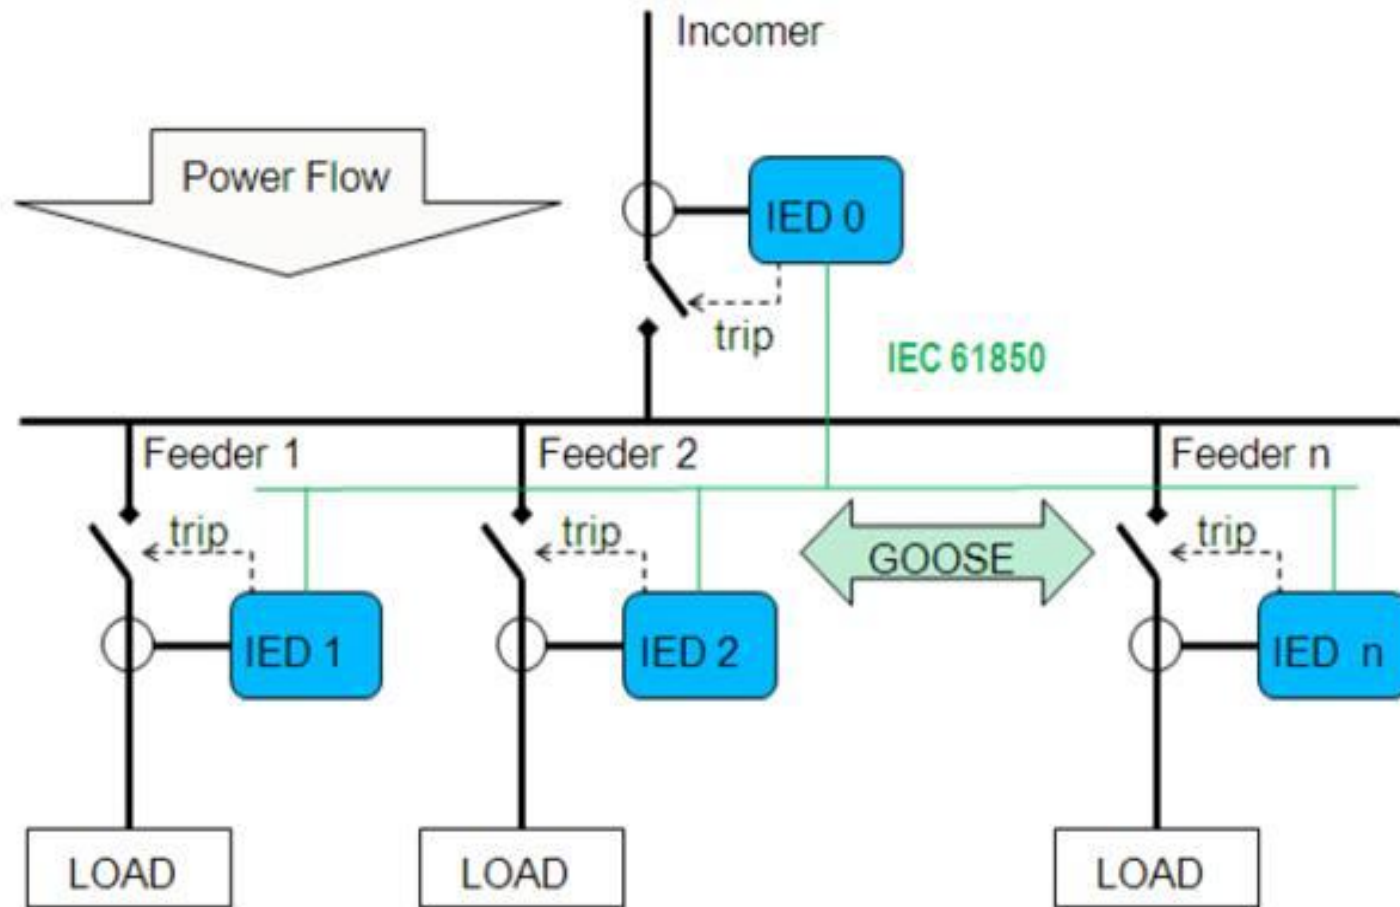 Incomer
Power Flow
IED 0
trip
IEC 61850
Feeder 1
Feeder 2
Feeder n
trip
trip
trip
GOOSE
IED 1
IED 2
IED n
LOAD
LOAD
LOAD